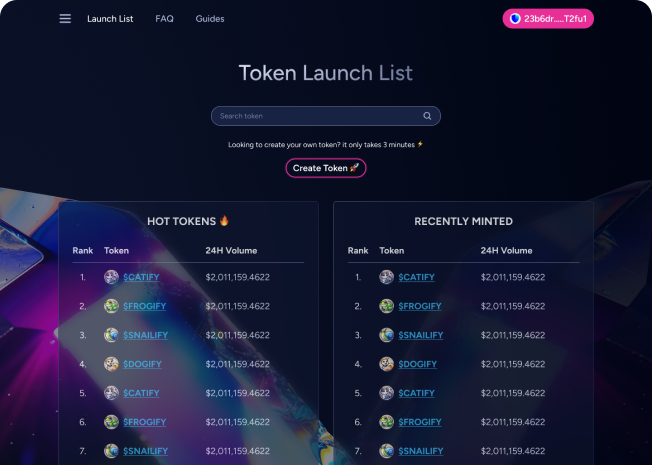 Launch List FAQ Guides 23b6dr.....T2fu1
Token Launch List
Search token
Looking to create your own token? it only takes 3 minutes ⚡
Create Token 🚀
HOT TOKENS 🔥
Rank Token 24H Volume
1. $CATIFY $2,011,159.4622
2. $FROGIFY $2,011,159.4622
3. $SNAILIFY $2,011,159.4622
4. $DOGIFY $2,011,159.4622
5. $CATIFY $2,011,159.4622
6. $FROGIFY $2,011,159.4622
7. $SNAILIFY $2,011,159.4622
RECENTLY MINTED
Rank Token 24H Volume
1. $CATIFY $2,011,159.4622
2. $FROGIFY $2,011,159.4622
3. $SNAILIFY $2,011,159.4622
4. $DOGIFY $2,011,159.4622
5. $CATIFY $2,011,159.4622
6. $FROGIFY $2,011,159.4622
7. $SNAILIFY $2,011,159.4622